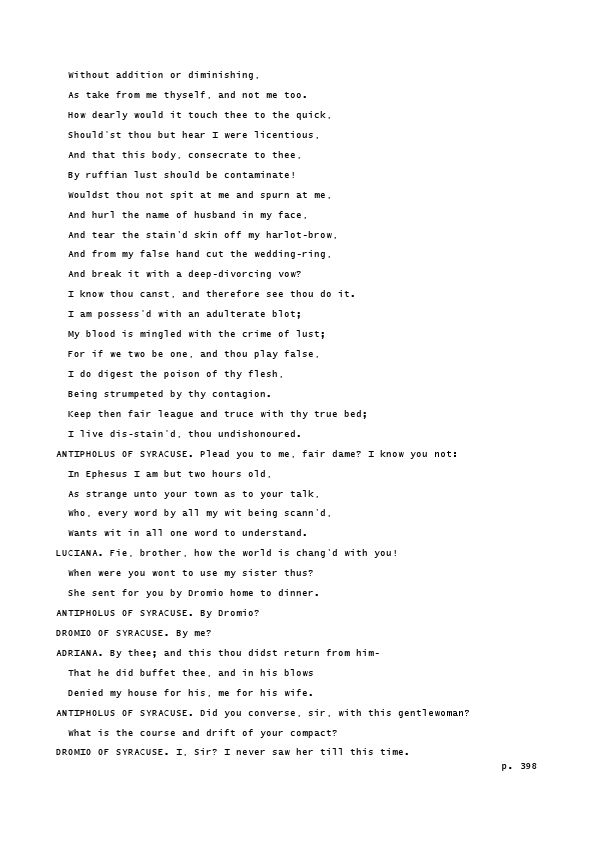 Without addition or diminishing,
As take from me thyself, and not me too.
How dearly would it touch thee to the quick,
Should'st thou but hear I were licentious,
And that this body, consecrate to thee,
By ruffian lust should be contaminate!
Wouldst thou not spit at me and spurn at me,
And hurl the name of husband in my face,
And tear the stain'd skin off my harlot-brow,
And from my false hand cut the wedding-ring,
And break it with a deep-divorcing vow?
I know thou canst, and therefore see thou do it.
I am possess'd with an adulterate blot;
My blood is mingled with the crime of lust;
For if we two be one, and thou play false,
I do digest the poison of thy flesh,
Being strumpeted by thy contagion.
Keep then fair league and truce with thy true bed;
I live dis-stain'd, thou undishonoured.
ANTIPHOLUS OF SYRACUSE. Plead you to me, fair dame? I know you not:
In Ephesus I am but two hours old,
As strange unto your town as to your talk,
Who, every word by all my wit being scann'd,
Wants wit in all one word to understand.
LUCIANA. Fie, brother, how the world is chang'd with you!
When were you wont to use my sister thus?
She sent for you by Dromio home to dinner.
ANTIPHOLUS OF SYRACUSE. By Dromio?
DROMIO OF SYRACUSE. By me?
ADRIANA. By thee; and this thou didst return from him-
That he did buffet thee, and in his blows
Denied my house for his, me for his wife.
ANTIPHOLUS OF SYRACUSE. Did you converse, sir, with this gentlewoman?
What is the course and drift of your compact?
DROMIO OF SYRACUSE. I, Sir? I never saw her till this time.
p. 398